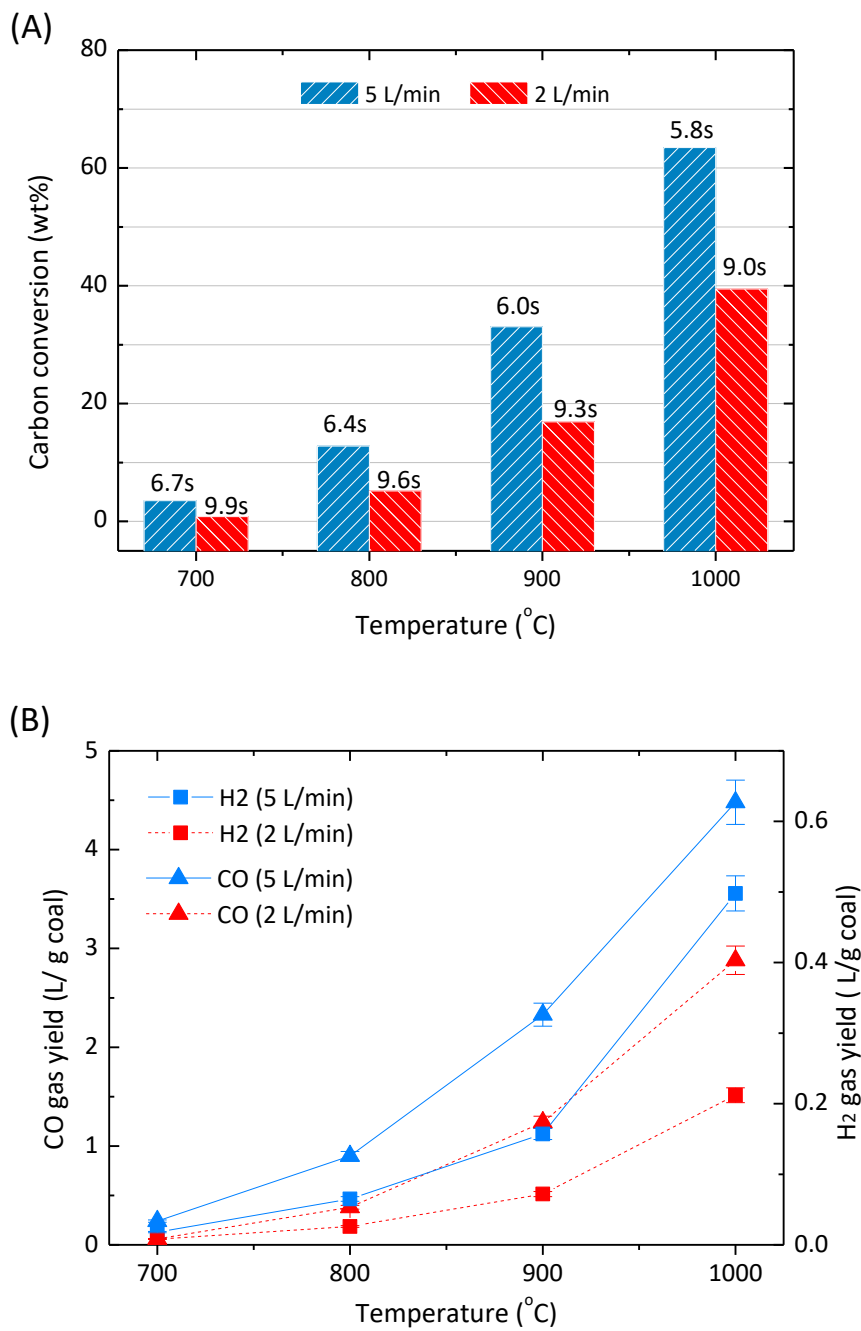 (A)
80
60
40
20
0
Carbon conversion (wt%)
5 L/min
2 L/min
6.7s
9.9s
6.4s
9.6s
6.0s
9.3s
5.8s
9.0s
700
800
900
1000
Temperature (°C)
(B)
5
4
3
2
1
0
CO gas yield (L/ g coal)
H2 (5 L/min)
H2 (2 L/min)
CO (5 L/min)
CO (2 L/min)
0.6
0.4
0.2
0.0
H2 gas yield ( L/g coal)
700
800
900
1000
Temperature (°C)